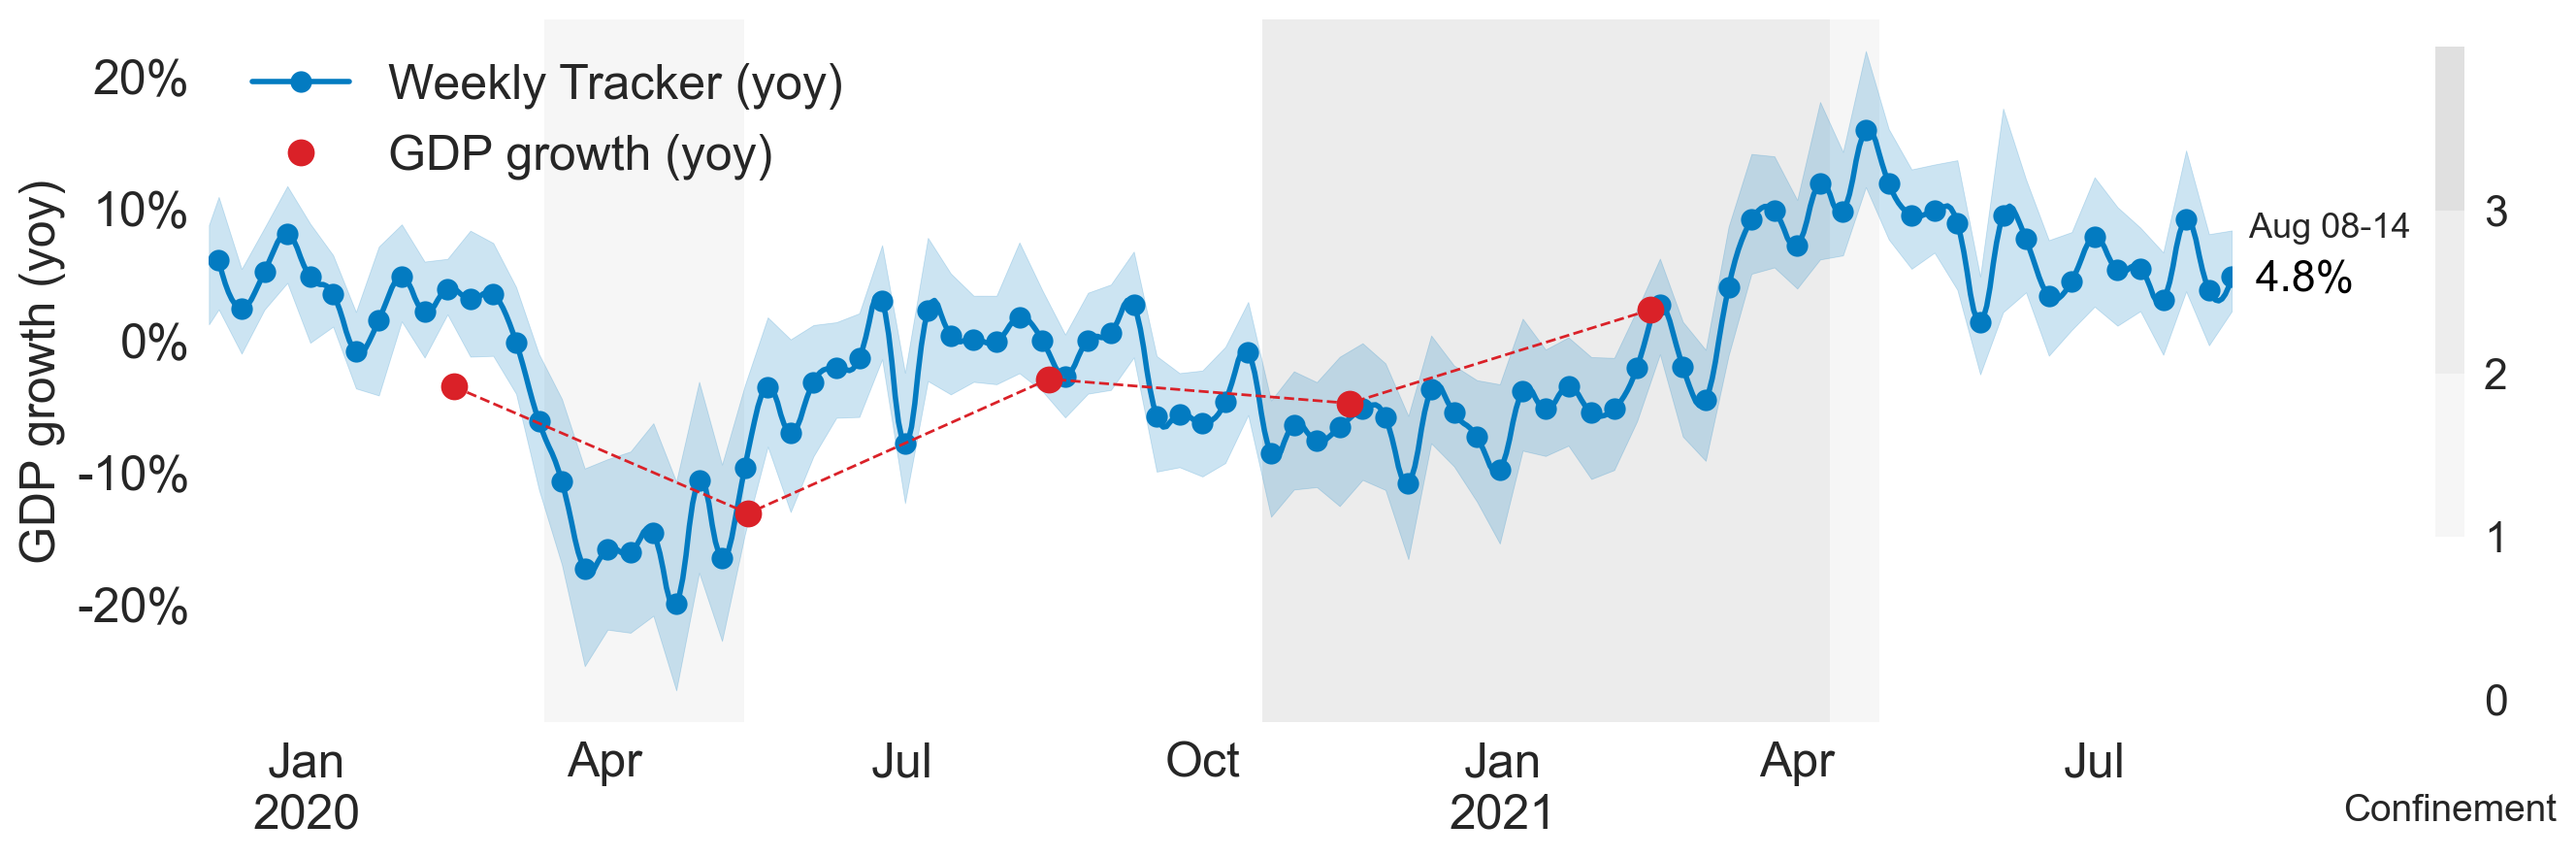 20%
10%
0%
-10%
-20%
GDP growth (yoy)
Weekly Tracker (yoy)
GDP growth (yoy)
Aug 08-14
4.8%
3
2
1
0
Jan
2020
Apr
Jul
Oct
Jan
2021
Apr
Jul
Confinement